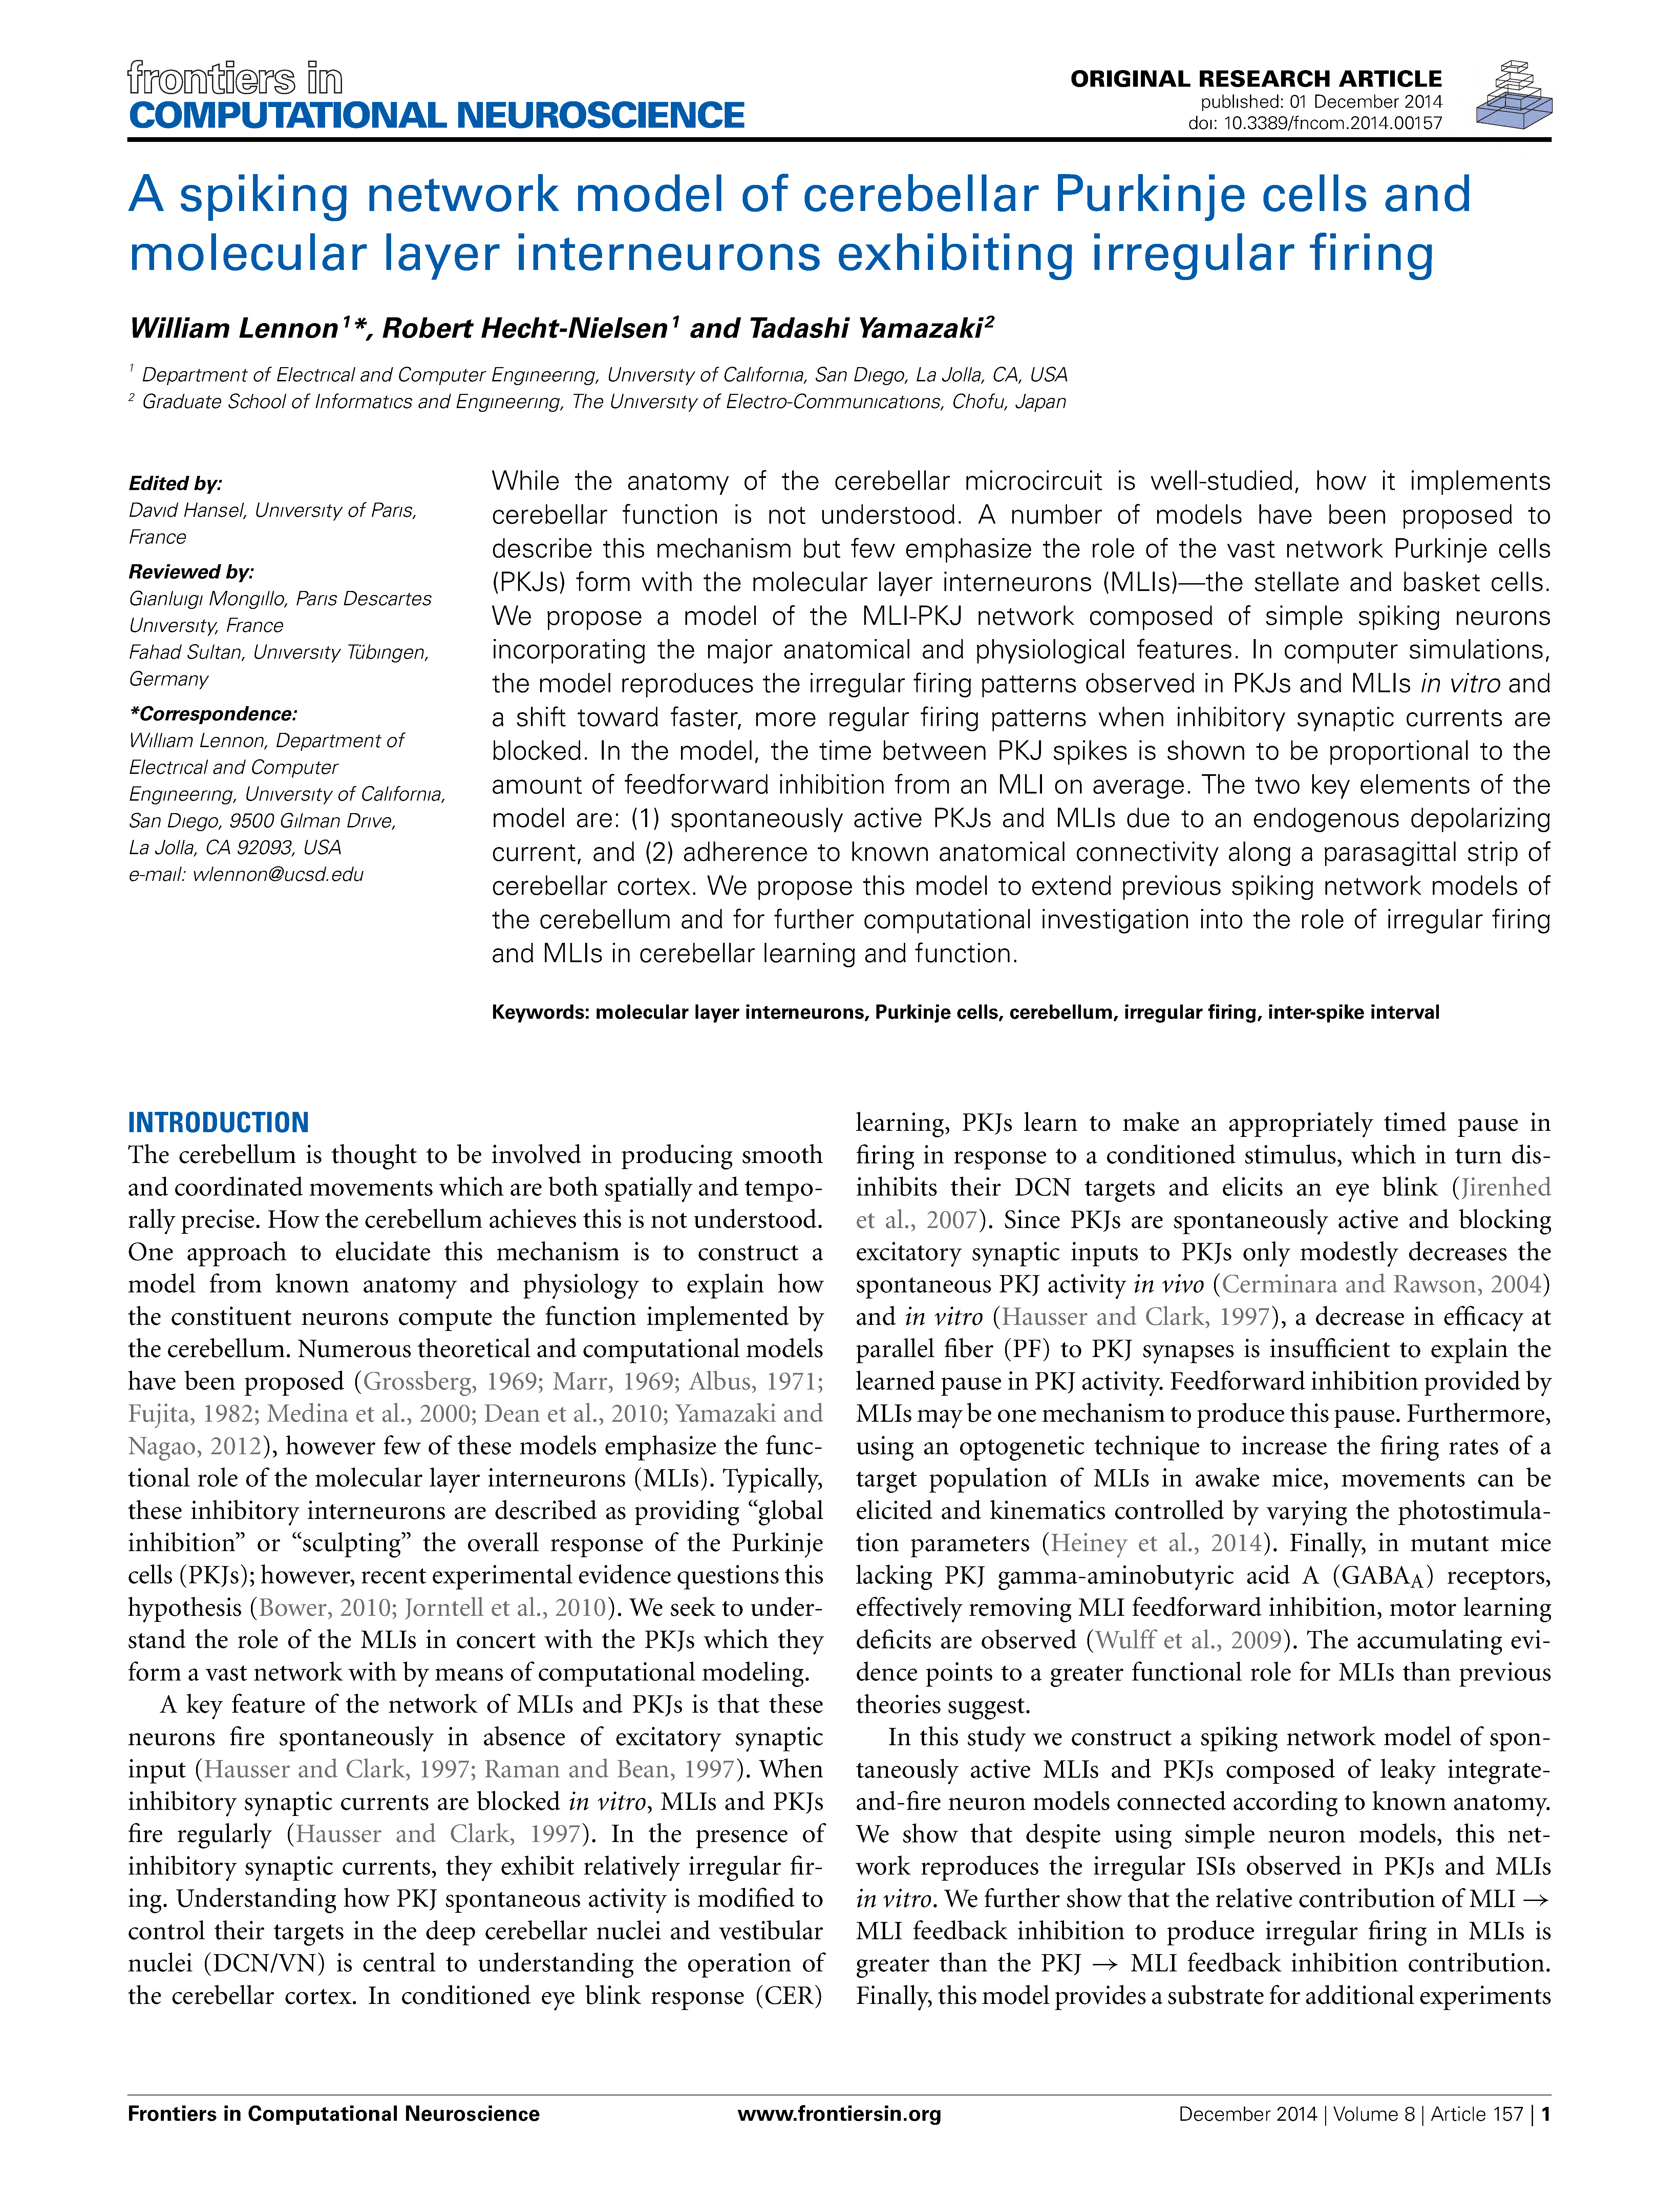 frontiers in
COMPUTATIONAL NEUROSCIENCE
ORIGINAL RESEARCH ARTICLE
published: 01 December 2014
doi: 10.3389/fncom.2014.00157
A spiking network model of cerebellar Purkinje cells and
molecular layer interneurons exhibiting irregular firing
William Lennon1*, Robert Hecht-Nielsen1 and Tadashi Yamazaki2
1 Department of Electrical and Computer Engineering, University of California, San Diego, La Jolla, CA, USA
2 Graduate School of Informatics and Engineering, The University of Electro-Communications, Chofu, Japan
Edited by:
David Hansel, University of Paris,
France
Reviewed by:
Gianluigi Mongillo, Paris Descartes
University, France
Fahad Sultan, University Tübingen,
Germany
*Correspondence:
William Lennon, Department of
Electrical and Computer
Engineering, University of California,
San Diego, 9500 Gilman Drive,
La Jolla, CA 92093, USA
e-mail: wlennon@ucsd.edu
While the anatomy of the cerebellar microcircuit is well-studied, how it implements
cerebellar function is not understood. A number of models have been proposed to
describe this mechanism but few emphasize the role of the vast network Purkinje cells
(PKJs) form with the molecular layer interneurons (MLIs)—the stellate and basket cells.
We propose a model of the MLI-PKJ network composed of simple spiking neurons
incorporating the major anatomical and physiological features. In computer simulations,
the model reproduces the irregular firing patterns observed in PKJs and MLIs in vitro and
a shift toward faster, more regular firing patterns when inhibitory synaptic currents are
blocked. In the model, the time between PKJ spikes is shown to be proportional to the
amount of feedforward inhibition from an MLI on average. The two key elements of the
model are: (1) spontaneously active PKJs and MLIs due to an endogenous depolarizing
current, and (2) adherence to known anatomical connectivity along a parasagittal strip of
cerebellar cortex. We propose this model to extend previous spiking network models of
the cerebellum and for further computational investigation into the role of irregular firing
and MLIs in cerebellar learning and function.
Keywords: molecular layer interneurons, Purkinje cells, cerebellum, irregular firing, inter-spike interval
INTRODUCTION
The cerebellum is thought to be involved in producing smooth
and coordinated movements which are both spatially and tempo-
rally precise. How the cerebellum achieves this is not understood.
One approach to elucidate this mechanism is to construct a
model from known anatomy and physiology to explain how
the constituent neurons compute the function implemented by
the cerebellum. Numerous theoretical and computational models
have been proposed (Grossberg, 1969; Marr, 1969; Albus, 1971;
Fujita, 1982; Medina et al., 2000; Dean et al., 2010; Yamazaki and
Nagao, 2012), however few of these models emphasize the func-
tional role of the molecular layer interneurons (MLIs). Typically,
these inhibitory interneurons are described as providing “global
inhibition” or “sculpting” the overall response of the Purkinje
cells (PKJs); however, recent experimental evidence questions this
hypothesis (Bower, 2010; Jorntell et al., 2010). We seek to under-
stand the role of the MLIs in concert with the PKJs which they
form a vast network with by means of computational modeling.
A key feature of the network of MLIs and PKJs is that these
neurons fire spontaneously in absence of excitatory synaptic
input (Hausser and Clark, 1997; Raman and Bean, 1997). When
inhibitory synaptic currents are blocked in vitro, MLIs and PKJs
fire regularly (Hausser and Clark, 1997). In the presence of
inhibitory synaptic currents, they exhibit relatively irregular fir-
ing. Understanding how PKJ spontaneous activity is modified to
control their targets in the deep cerebellar nuclei and vestibular
nuclei (DCN/VN) is central to understanding the operation of
the cerebellar cortex. In conditioned eye blink response (CER)
learning, PKJs learn to make an appropriately timed pause in
firing in response to a conditioned stimulus, which in turn dis-
inhibits their DCN targets and elicits an eye blink (Jirenhed
et al., 2007). Since PKJs are spontaneously active and blocking
excitatory synaptic inputs to PKJs only modestly decreases the
spontaneous PKJ activity in vivo (Cerminara and Rawson, 2004)
and in vitro (Hausser and Clark, 1997), a decrease in efficacy at
parallel fiber (PF) to PKJ synapses is insufficient to explain the
learned pause in PKJ activity. Feedforward inhibition provided by
MLIs may be one mechanism to produce this pause. Furthermore,
using an optogenetic technique to increase the firing rates of a
target population of MLIs in awake mice, movements can be
elicited and kinematics controlled by varying the photostimula-
tion parameters (Heiney et al., 2014). Finally, in mutant mice
lacking PKJ gamma-aminobutyric acid A (GABAA) receptors,
effectively removing MLI feedforward inhibition, motor learning
deficits are observed (Wulff et al., 2009). The accumulating evi-
dence points to a greater functional role for MLIs than previous
theories suggest.
In this study we construct a spiking network model of spon-
taneously active MLIs and PKJs composed of leaky integrate-
and-fire neuron models connected according to known anatomy.
We show that despite using simple neuron models, this net-
work reproduces the irregular ISIs observed in PKJs and MLIs
in vitro. We further show that the relative contribution of MLI →
MLI feedback inhibition to produce irregular firing in MLIs is
greater than the PKJ → MLI feedback inhibition contribution.
Finally, this model provides a substrate for additional experiments
Frontiers in Computational Neuroscience
www.frontiersin.org
December 2014 | Volume 8 | Article 157 | 1